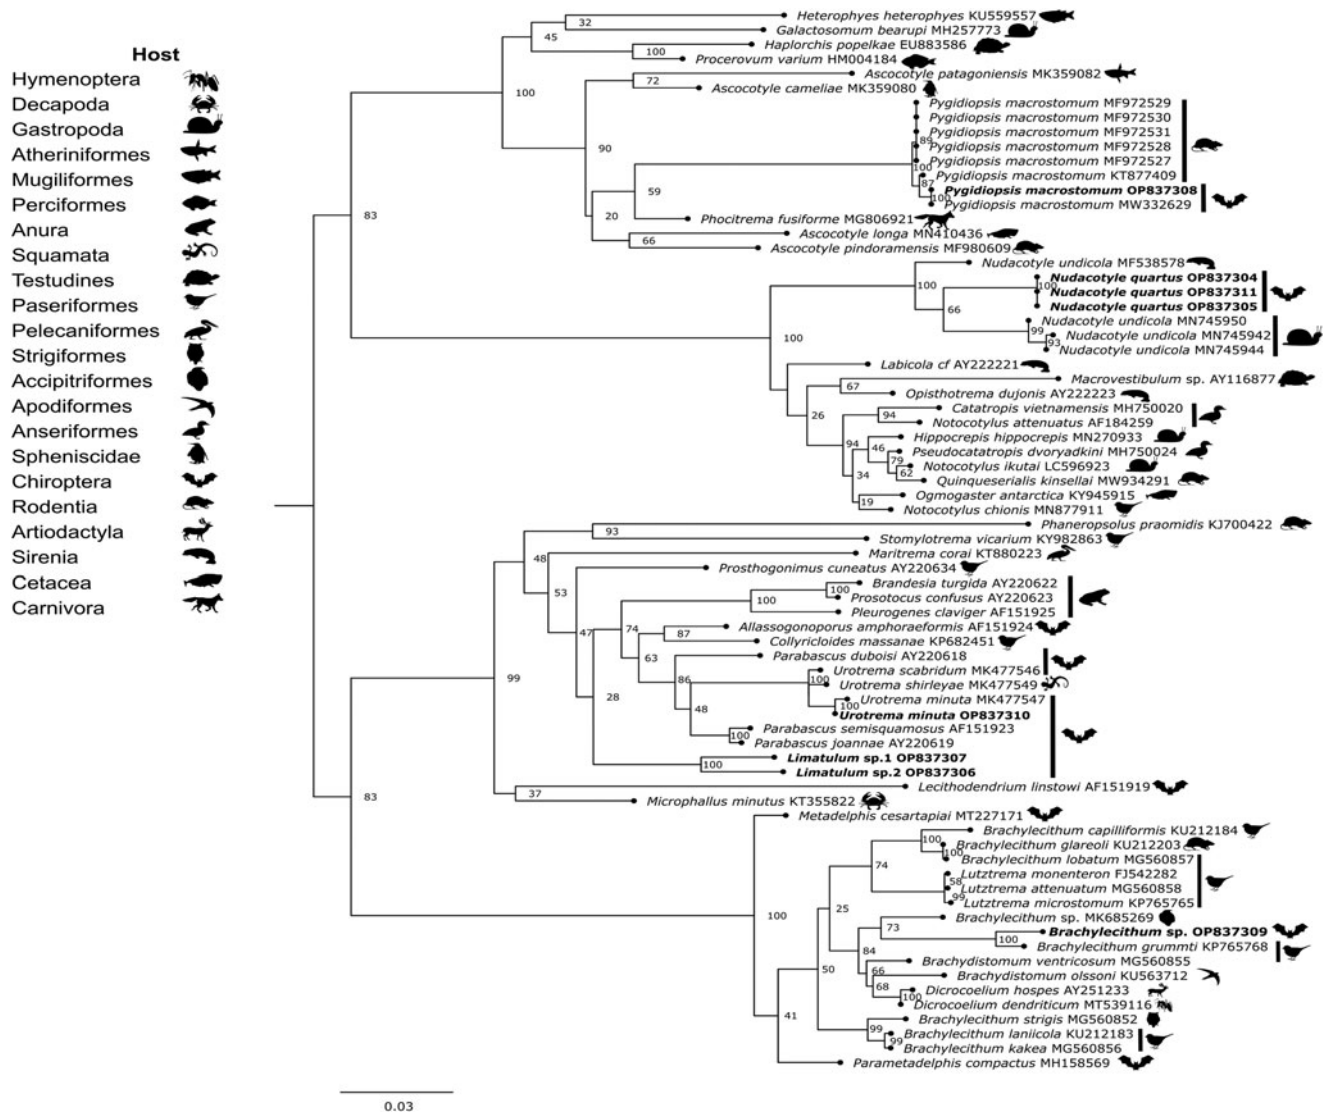 Host
Hymenoptera
Decapoda
Gastropoda
Atheriniformes
Mugiliformes
Perciformes
Anura
Squamata
Testudines
Paseriformes
Pelecaniformes
Strigiformes
Accipitriformes
Apodiformes
Anseriformes
Spheniscidae
Chiroptera
Rodentia
Artiodactyla
Sirenia
Cetacea
Carnivora
Heterophyes heterophyes KU559557
32
Galactosomum bearupi MH257773
45
Haplorchis popelkae EU883586
100
Procerovum varium HM004184
100
Ascocotyle patagoniensis MK359082
72
Ascocotyle cameliae MK359080
Pygidiopsis macrostomum MF972529
Pygidiopsis macrostomum MF972530
Pygidiopsis macrostomum MF972531
89
Pygidiopsis macrostomum MF972528
90
Pygidiopsis macrostomum MF972527
100
Pygidiopsis macrostomum KT877409
87
Pygidiopsis macrostomum OP837308
59
100
Pygidiopsis macrostomum MW332629
83
20
Phocitrema fusiforme MG806921
Ascocotyle longa MN410436
66
Ascocotyle pindoramensis MF980609
Nudacotyle undicola MF538578
Nudacotyle quartus OP837304
100
100
Nudacotyle quartus OP837311
Nudacotyle quartus OP837305
66
Nudacotyle undicola MN745950
99
Nudacotyle undicola MN745942
100
93
Nudacotyle undicola MN745944
Labicola cf AY222221
Macrovestibulum sp. AY116877
67
Opisthotrema dujonis AY222223
26
Catatropis vietnamensis MH750020
94
Notocotylus attenuatus AF184259
Hippocrepis hippocrepis MN270933
94
46
Pseudocatatropis dvoryadkini MH750024
79
Notocotylus ikutai LC596923
62
34
Quinqueserialis kinsellai MW934291
Ogmogaster antarctica KY945915
19
Notocotylus chionis MN877911
Phaneropsolus praomidis KJ700422
93
Stomylotrema vicarium KY982863
48
Maritrema corai KT880223
Prosthogonimus cuneatus AY220634
53
Brandesia turgida AY220622
100
100
Prosotocus confusus AY220623
Pleurogenes claviger AF151925
47
74
Allassogonoporus amphoraeformis AF151924
87
Collyricloides massanae KP682451
63
Parabascus duboisi AY220618
99
86
Urotrema scabridum MK477546
100
Urotrema shirleyae MK477549
28
Urotrema minuta MK477547
48
100
Urotrema minuta OP837310
Parabascus semisquamosus AF151923
100
Parabascus joannae AY220619
Limatulum sp.1 OP837307
100
Limatulum sp.2 OP837306
Lecithodendrium linstowi AF151919
37
83
Microphallus minutus KT355822
Metadelphis cesartapiai MT227171
Brachylecithum capilliformis KU212184
100
Brachylecithum glareoli KU212203
100
Brachylecithum lobatum MG560857
74
Lutztrema monenteron FJ542282
58
Lutztrema attenuatum MG560858
99
Lutztrema microstomum KP765765
25
100
Brachylecithum sp. MK685269
73
Brachylecithum sp. OP837309
100
Brachylecithum grummti KP765768
84
Brachydistomum ventricosum MG560855
50
66
Brachydistomum olssoni KU563712
68
Dicrocoelium hospes AY251233
100
Dicrocoelium dendriticum MT539116
41
Brachylecithum strigis MG560852
99
Brachylecithum laniicola KU212183
99
Brachylecithum kakea MG560856
Parametadelphis compactus MH158569
0.03